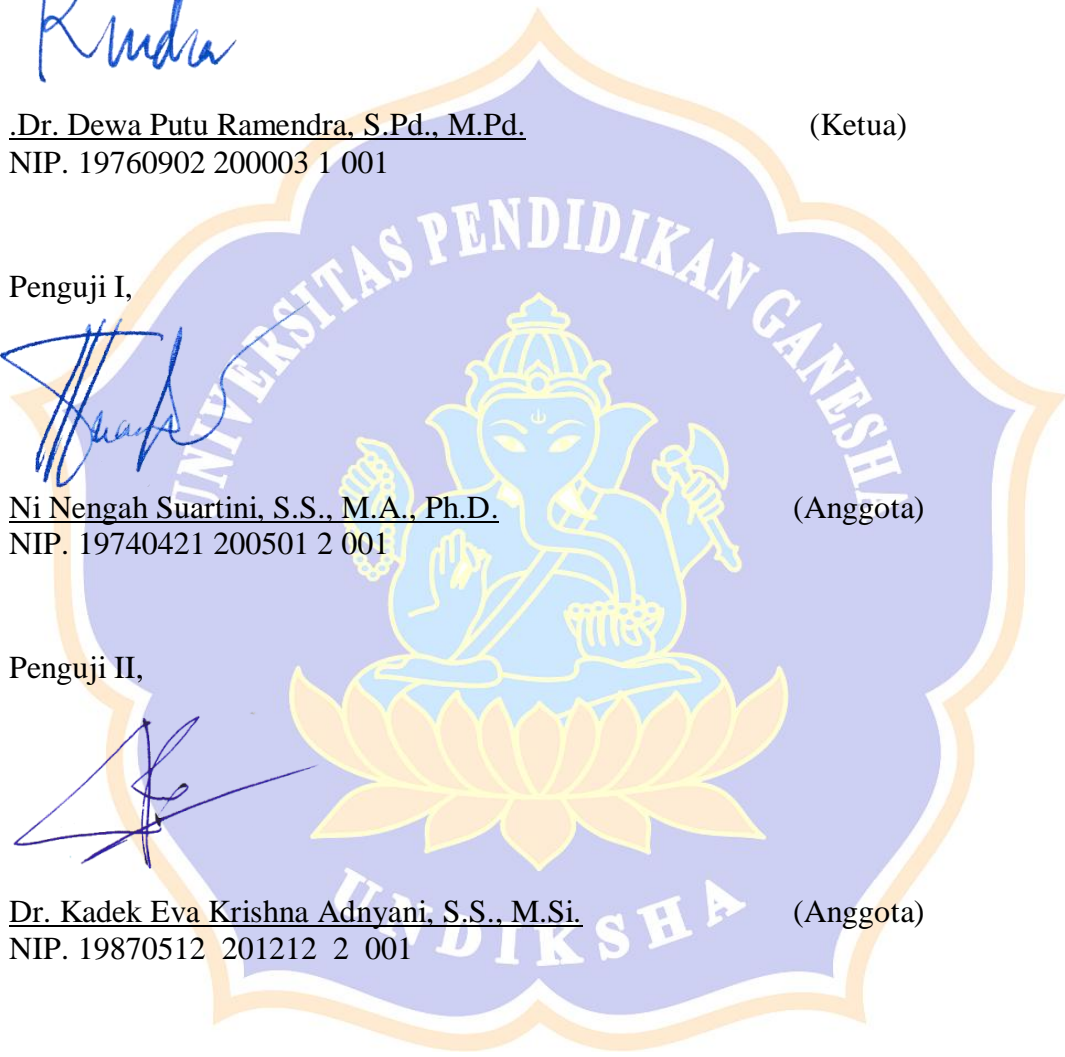 .Dr. Dewa Putu Ramendra, S.Pd., M.Pd. (Ketua)
NIP. 19760902 200003 1 001
Penguji I,
Ni Nengah Suartini, S.S., M.A., Ph.D. (Anggota)
NIP. 19740421 200501 2 001
Penguji II,
Dr. Kadek Eva Krishna Adnyani, S.S., M.Si. (Anggota)
NIP. 19870512 201212 2 001
UNIVERSITAS PENDIDIKAN GANESHA
UNDIKSHA